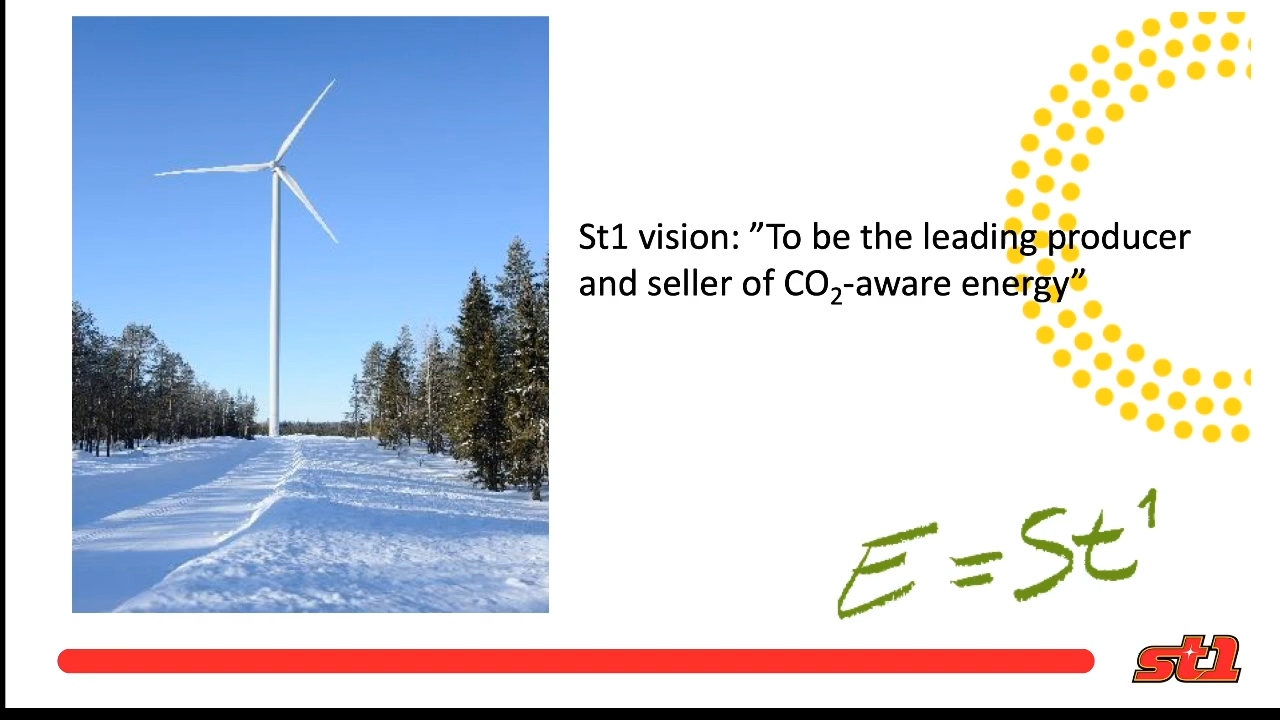 St1 vision: ”To be the leading producer
and seller of CO₂-aware energy”
E = St¹
st1